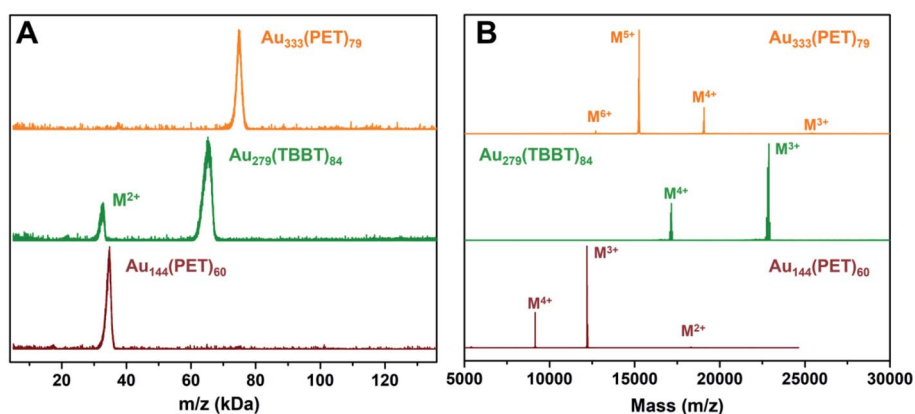 A
Au333(PET)79
Au279(TBBT)84
M2+
Au144(PET)60
20 40 60 80 100 120
m/z (kDa)
B
Au333(PET)79
M5+
M6+
M4+
M3+
Au279(TBBT)84
M3+
M4+
Au144(PET)60
M3+
M4+
M2+
5000 10000 15000 20000 25000 30000
Mass (m/z)